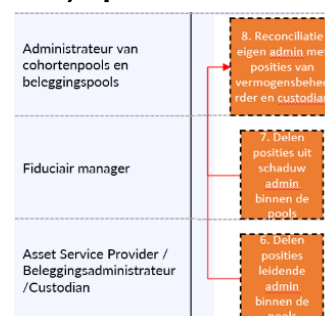 Administrateur van
cohortenpools en
beleggingspools
8. Reconciliatie
eigen admin met
posities van
vermogensbehee
rder en custodian
Fiduciair manager
7. Delen
posities uit
schaduw
admin
binnen de
pools
Asset Service Provider /
Beleggingsadministrateur
/Custodian
6. Delen
posities
leidende
admin
binnen de
pools